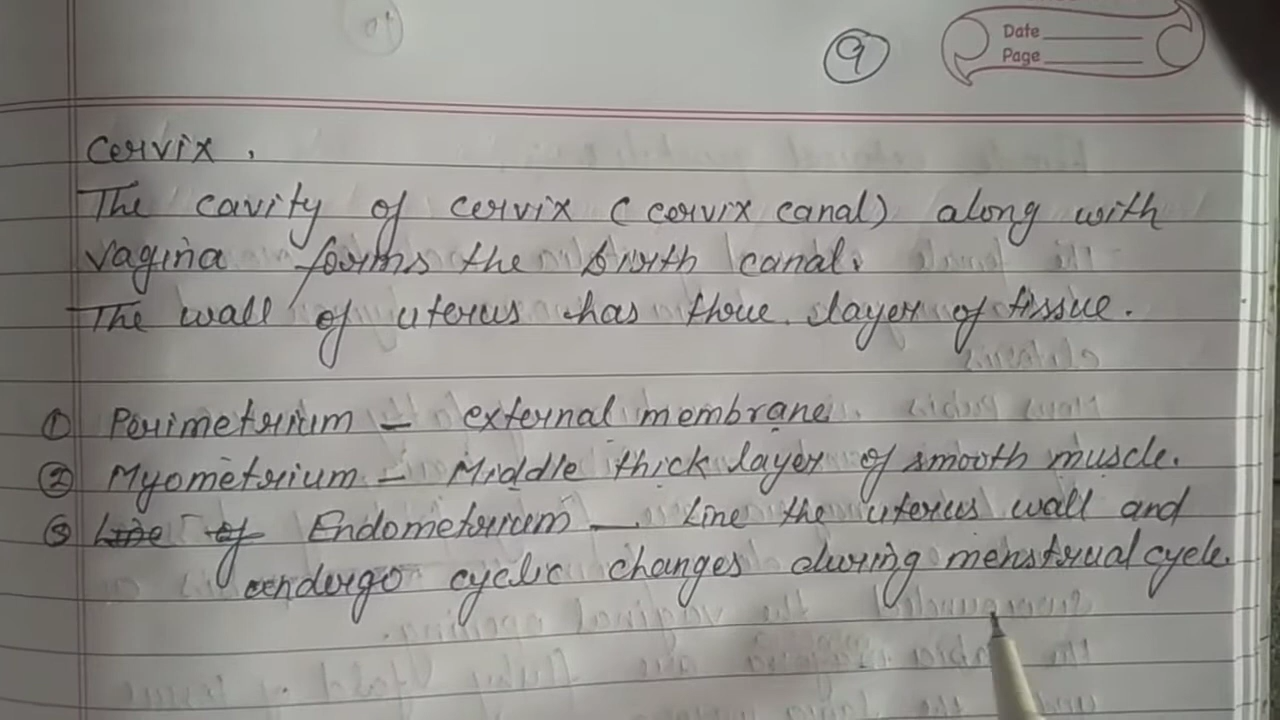 9
Date
Page
Cervix.
The cavity of cervix (cervix canal) along with
vagina forms the birth canal.
The wall of uterus has three layer of tissue.
① Perimetrium - external membrane
② Myometrium - Middle thick layer of smooth muscle.
③ Line of Endometrium - Line the uterus wall and
undergo cyclic changes during menstrual cycle.